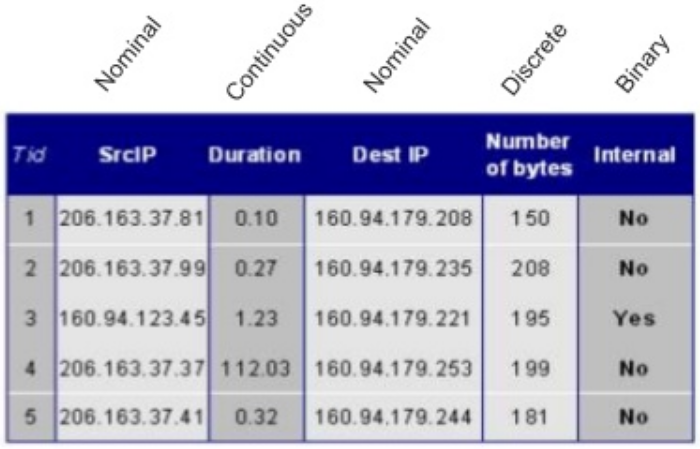 Nominal Continuous Nominal Discrete Binary
Tid SrcIP Duration Dest IP Number of bytes Internal
1 206.163.37.81 0.10 160.94.179.208 150 No
2 206.163.37.99 0.27 160.94.179.235 208 No
3 160.94.123.45 1.23 160.94.179.221 195 Yes
4 206.163.37.37 112.03 160.94.179.253 199 No
5 206.163.37.41 0.32 160.94.179.244 181 No